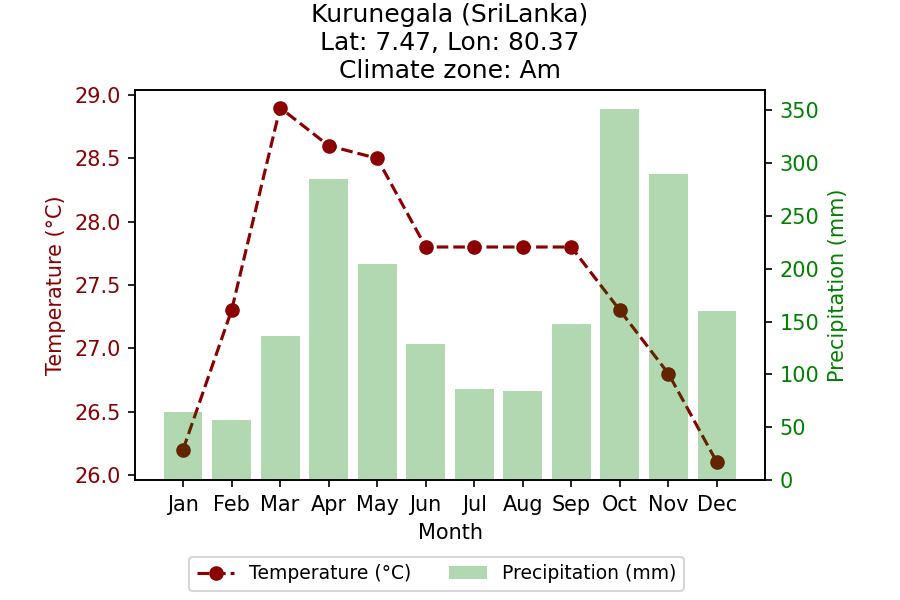 Kurunegala (SriLanka)
Lat: 7.47, Lon: 80.37
Climate zone: Am
29.0
28.5
28.0
27.5
27.0
26.5
26.0
Temperature (°C)
350
300
250
200
150
100
50
0
Precipitation (mm)
Jan Feb Mar Apr May Jun Jul Aug Sep Oct Nov Dec
Month
Temperature (°C) Precipitation (mm)